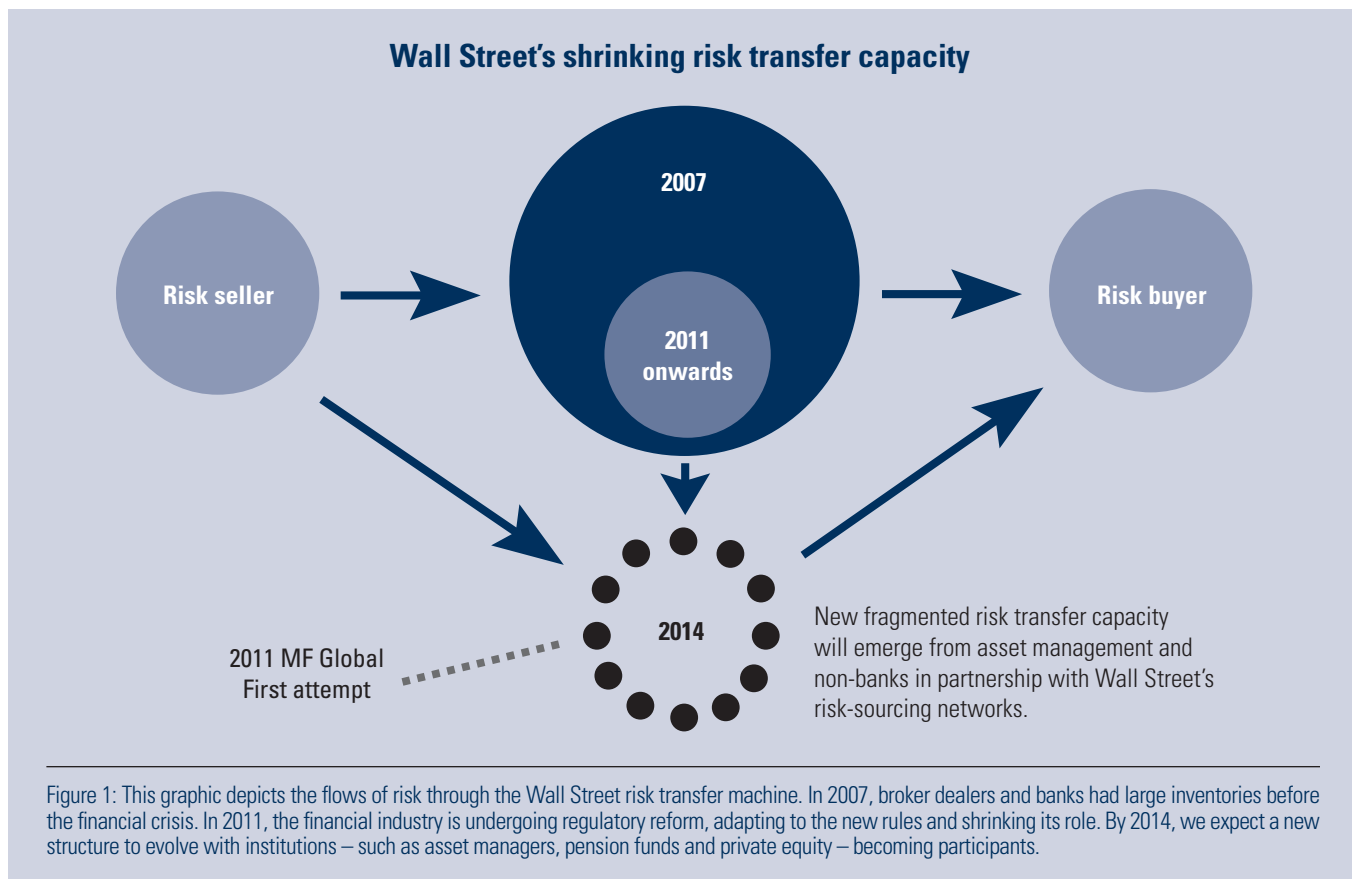 Wall Street's shrinking risk transfer capacity
2007
Risk seller
Risk buyer
2011
onwards
2014
2011 MF Global
First attempt
New fragmented risk transfer capacity
will emerge from asset management and
non-banks in partnership with Wall Street's
risk-sourcing networks.
Figure 1: This graphic depicts the flows of risk through the Wall Street risk transfer machine. In 2007, broker dealers and banks had large inventories before
the financial crisis. In 2011, the financial industry is undergoing regulatory reform, adapting to the new rules and shrinking its role. By 2014, we expect a new
structure to evolve with institutions – such as asset managers, pension funds and private equity – becoming participants.